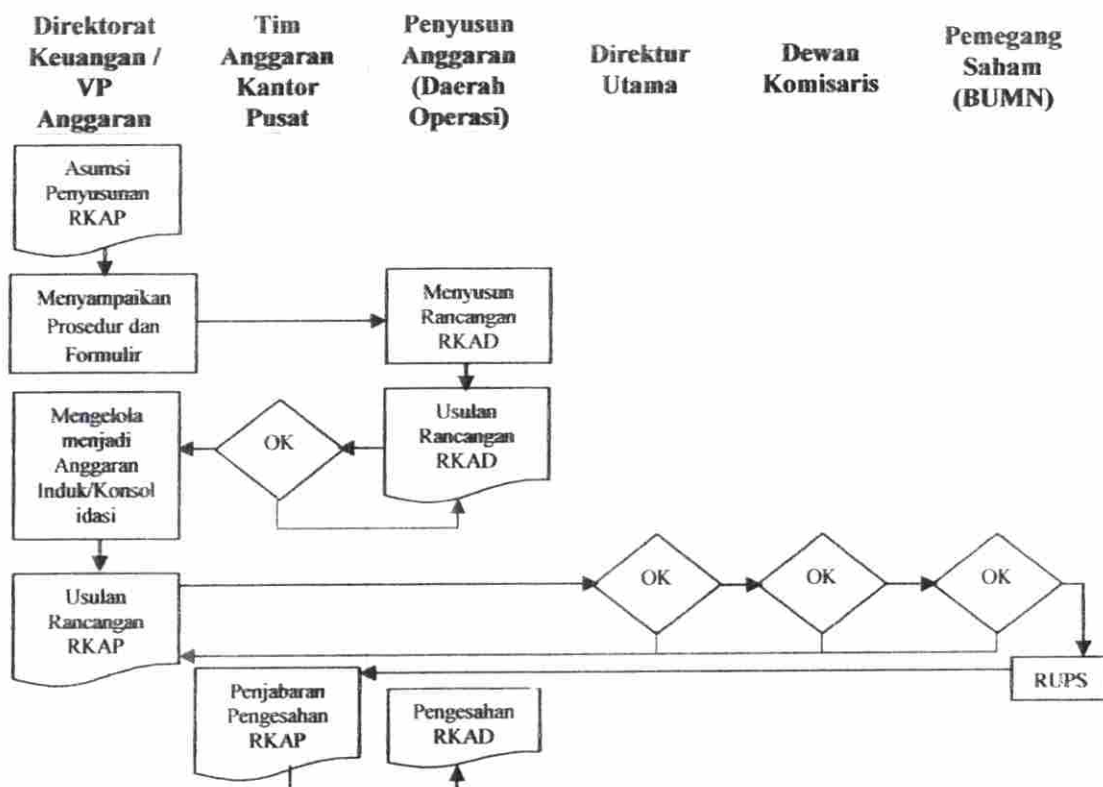 Direktorat
Keuangan /
VP
Anggaran
Tim
Anggaran
Kantor
Pusat
Penyusun
Anggaran
(Daerah
Operasi)
Direktur
Utama
Dewan
Komisaris
Pemegang
Saham
(BUMN)
Asumsi
Penyusunan
RKAP
Menyampaikan
Prosedur dan
Formulir
Menyusun
Rancangan
RKAD
Mengelola
menjadi
Anggaran
Induk/Konsol
idasi
OK
Usulan
Rancangan
RKAD
Usulan
Rancangan
RKAP
OK
OK
OK
RUPS
Penjabaran
Pengesahan
RKAP
Pengesahan
RKAD